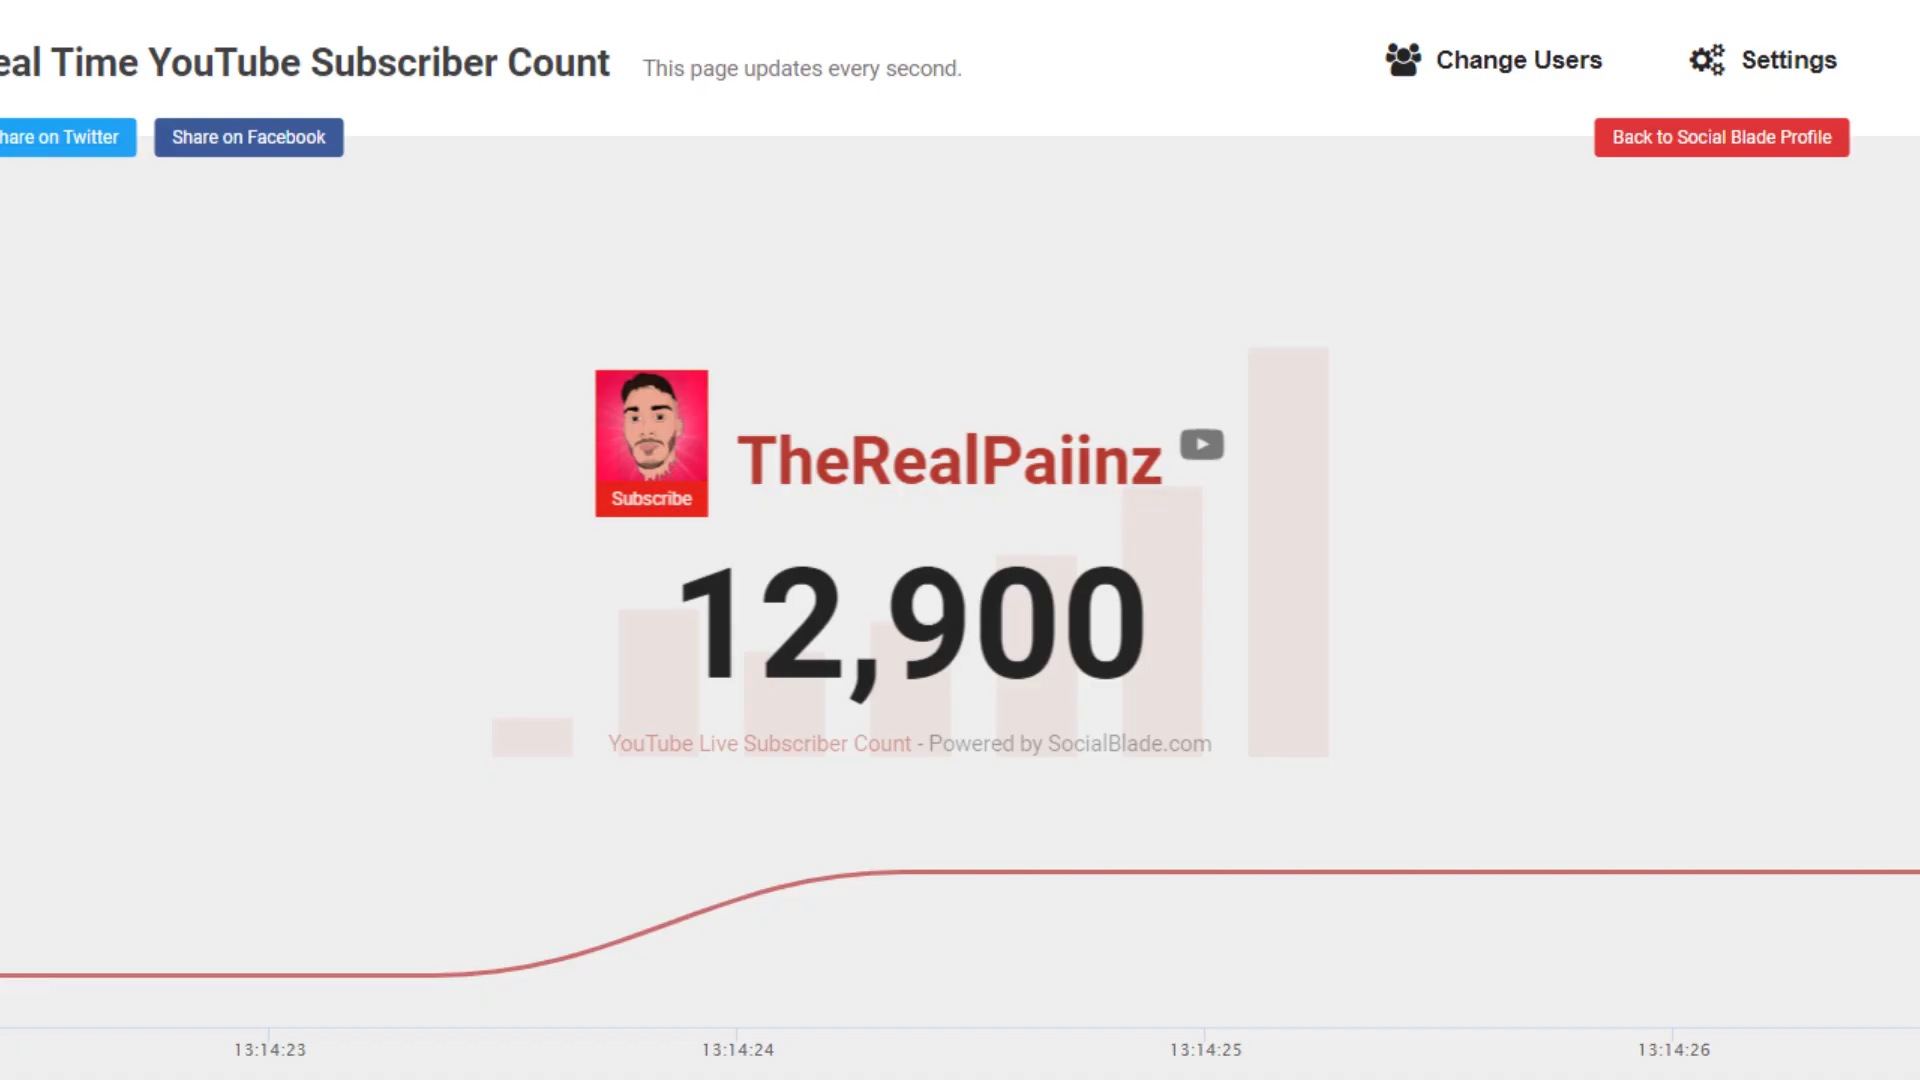 eal Time YouTube Subscriber Count This page updates every second. Change Users Settings
hare on Twitter Share on Facebook Back to Social Blade Profile
TheRealPaiinz
Subscribe
12,900
YouTube Live Subscriber Count - Powered by SocialBlade.com
13:14:23 13:14:24 13:14:25 13:14:26